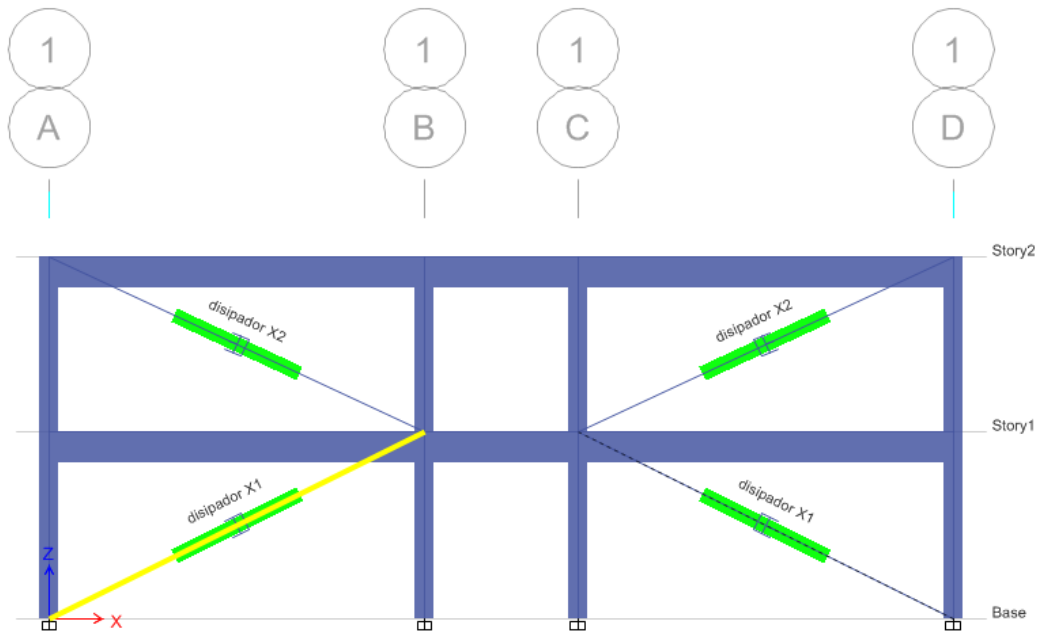 1 1 1 1
A B C D
Story2
disipador X2 disipador X2
Story1
disipador X1 disipador X1
Z
X
Base